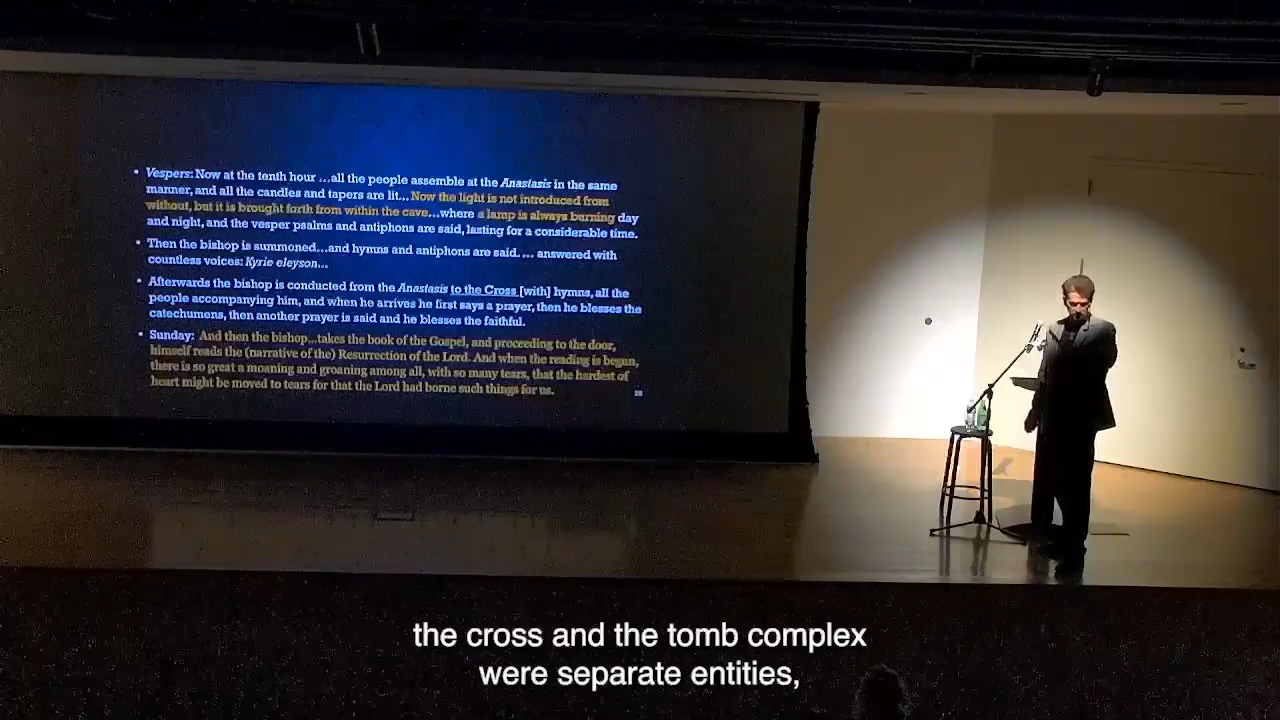 • Vespers: Now at the tenth hour ...all the people assemble at the Anastasis in the same
manner, and all the candles and tapers are lit... Now the light is not introduced from
without, but it is brought forth from within the cave...where a lamp is always burning day
and night, and the vesper psalms and antiphons are said, lasting for a considerable time.
• Then the bishop is summoned...and hymns and antiphons are said.... answered with
countless voices: Kyrie eleyson...
• Afterwards the bishop is conducted from the Anastasis to the Cross [with] hymns, all the
people accompanying him, and when he arrives he first says a prayer, then he blesses the
catechumens, then another prayer is said and he blesses the faithful.
• Sunday: And then the bishop...takes the book of the Gospel, and proceeding to the door,
himself reads the (narrative of the) Resurrection of the Lord. And when the reading is begun,
there is so great a moaning and groaning among all, with so many tears, that the hardest of
heart might be moved to tears for that the Lord had borne such things for us.
the cross and the tomb complex
were separate entities,